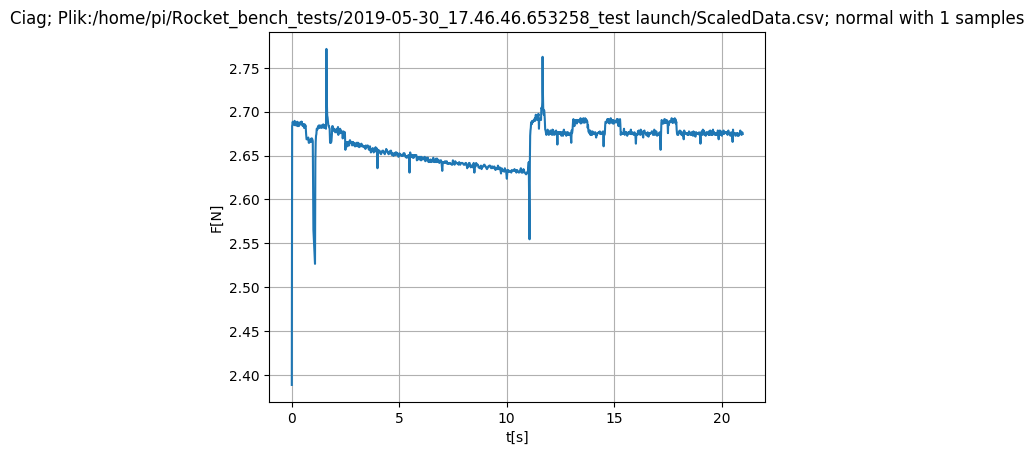 Ciag; Plik:/home/pi/Rocket_bench_tests/2019-05-30_17.46.46.653258_test launch/ScaledData.csv; normal with 1 samples
2.75
2.70
2.65
2.60
2.55
2.50
2.45
2.40
F[N]
0 5 10 15 20
t[s]